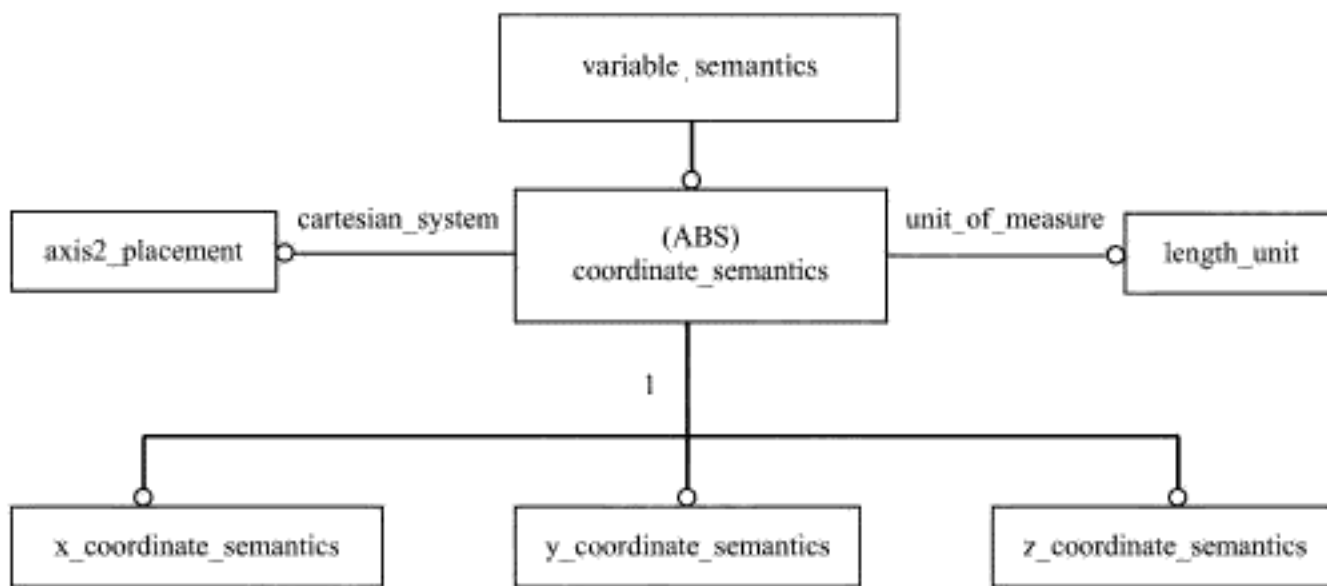 variable_semantics
cartesian_system
unit_of_measure
axis2_placement
(ABS)
coordinate_semantics
length_unit
1
x_coordinate_semantics
y_coordinate_semantics
z_coordinate_semantics